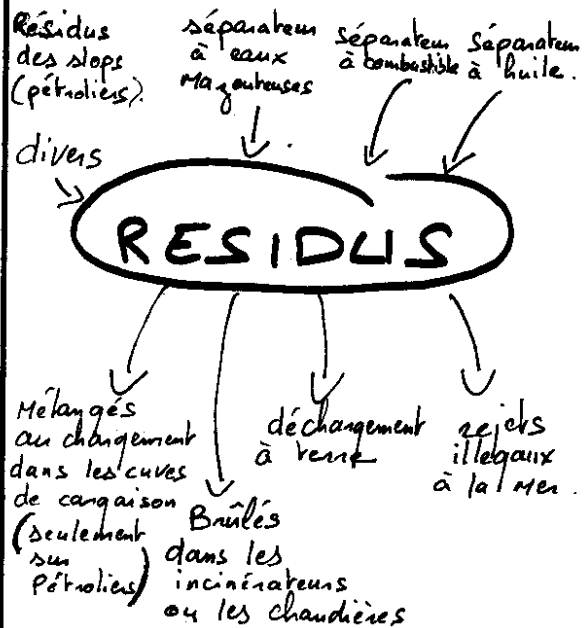 Résidus
des slops
(pétroliers).
séparateur
à eaux
Mazouteuses
séparateur
à combustible
séparateur
à huile.
divers
RESIDUS
Mélangés
au chargement
dans les cuves
de cargaison
(seulement
sur
Pétroliers)
Brûlés
dans les
incinérateurs
ou les chaudières
déchargement
à terre
rejets
illégaux
à la Mer.